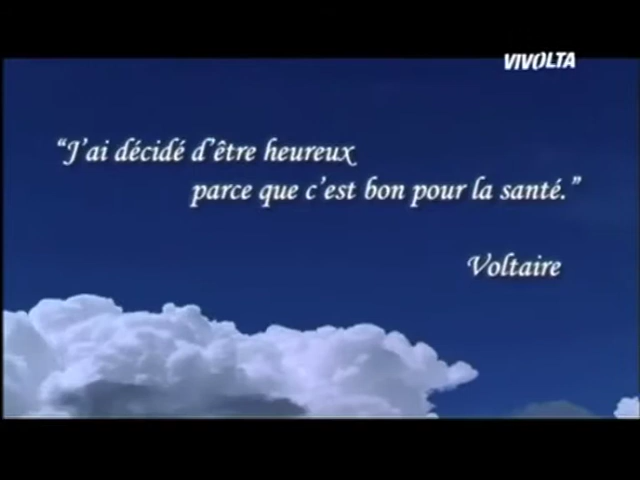 VIVOLTA
“J’ai décidé d’être heureux
parce que c’est bon pour la santé.”
Voltaire